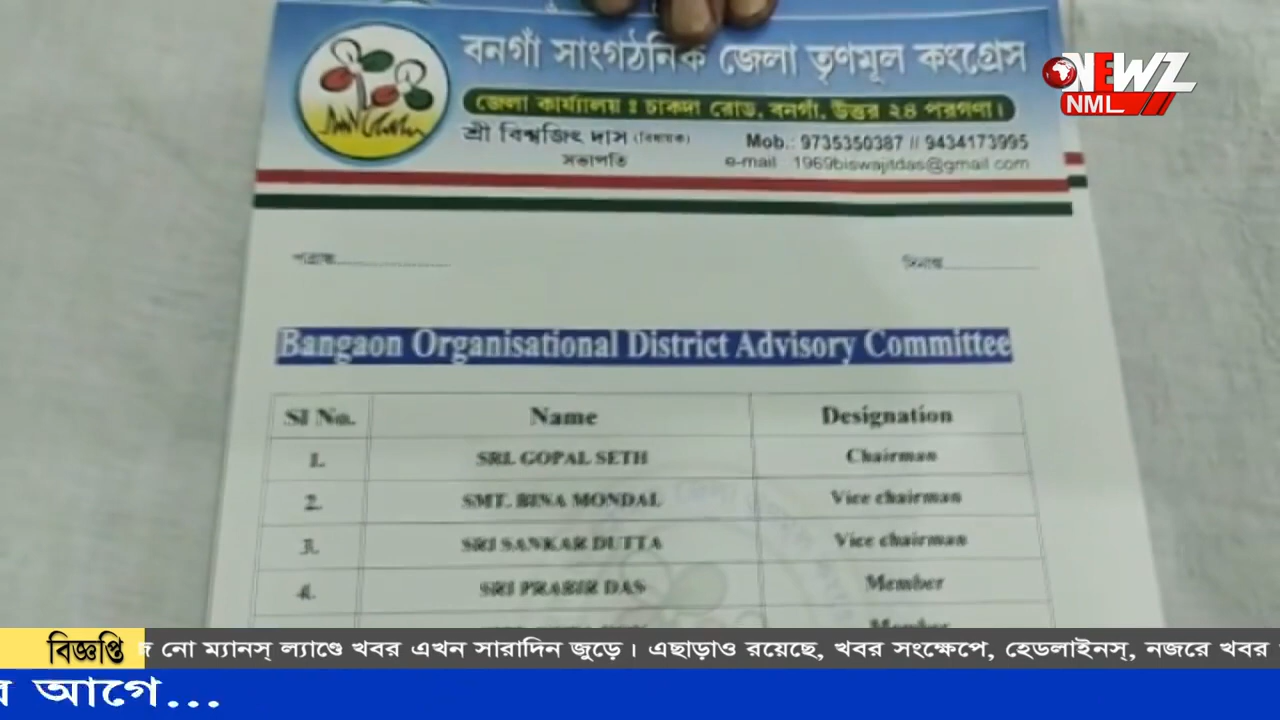 বনগাঁ সাংগঠনিক জেলা তৃণমূল কংগ্রেস
জেলা কার্য্যালয় ঃ চাকদা রোড, বনগাঁ, উত্তর ২৪ পরগণা।
শ্রী বিশ্বজিৎ দাস (বিধায়ক)
সভাপতি
Mob.: 9735350387 // 9434173995
e-mail : 1969biswajitdas@gmail.com
NEWZ
NML
পত্রাঙ্ক....................
দিনাঙ্ক....................
Bangaon Organisational District Advisory Committee
Sl No. Name Designation
1. SRI. GOPAL SETH Chairman
2. SMT. BINA MONDAL Vice chairman
3. SRI SANKAR DUTTA Vice chairman
4. SRI PRABIR DAS Member
Member
বিজ্ঞপ্তি নো ম্যানস্ ল্যাণ্ডে খবর এখন সারাদিন জুড়ে। এছাড়াও রয়েছে, খবর সংক্ষেপে, হেডলাইনস্, নজরে খবর
র আগে...